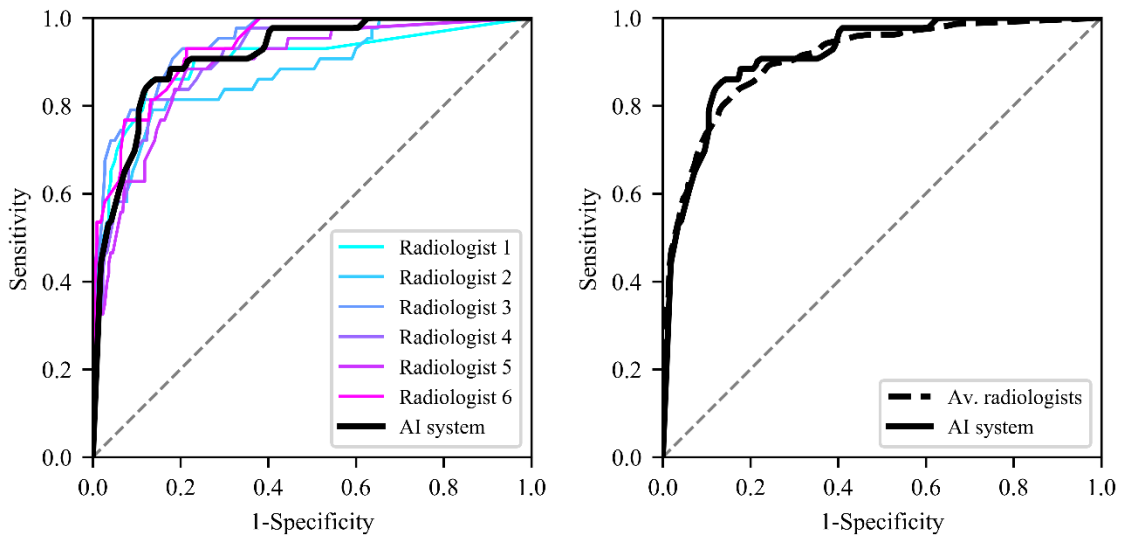 1.0
0.8
0.6
0.4
0.2
0.0
Sensitivity
Radiologist 1
Radiologist 2
Radiologist 3
Radiologist 4
Radiologist 5
Radiologist 6
AI system
0.0 0.2 0.4 0.6 0.8 1.0
1-Specificity
1.0
0.8
0.6
0.4
0.2
0.0
Sensitivity
Av. radiologists
AI system
0.0 0.2 0.4 0.6 0.8 1.0
1-Specificity